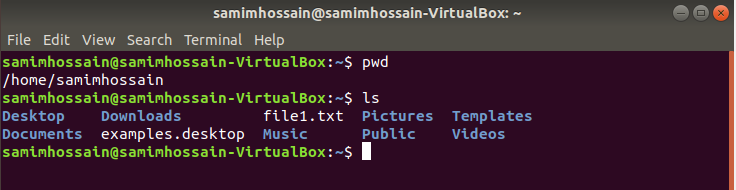 samimhossain@samimhossain-VirtualBox: ~
File Edit View Search Terminal Help
samimhossain@samimhossain-VirtualBox:~$ pwd
/home/samimhossain
samimhossain@samimhossain-VirtualBox:~$ ls
Desktop Downloads file1.txt Pictures Templates
Documents examples.desktop Music Public Videos
samimhossain@samimhossain-VirtualBox:~$